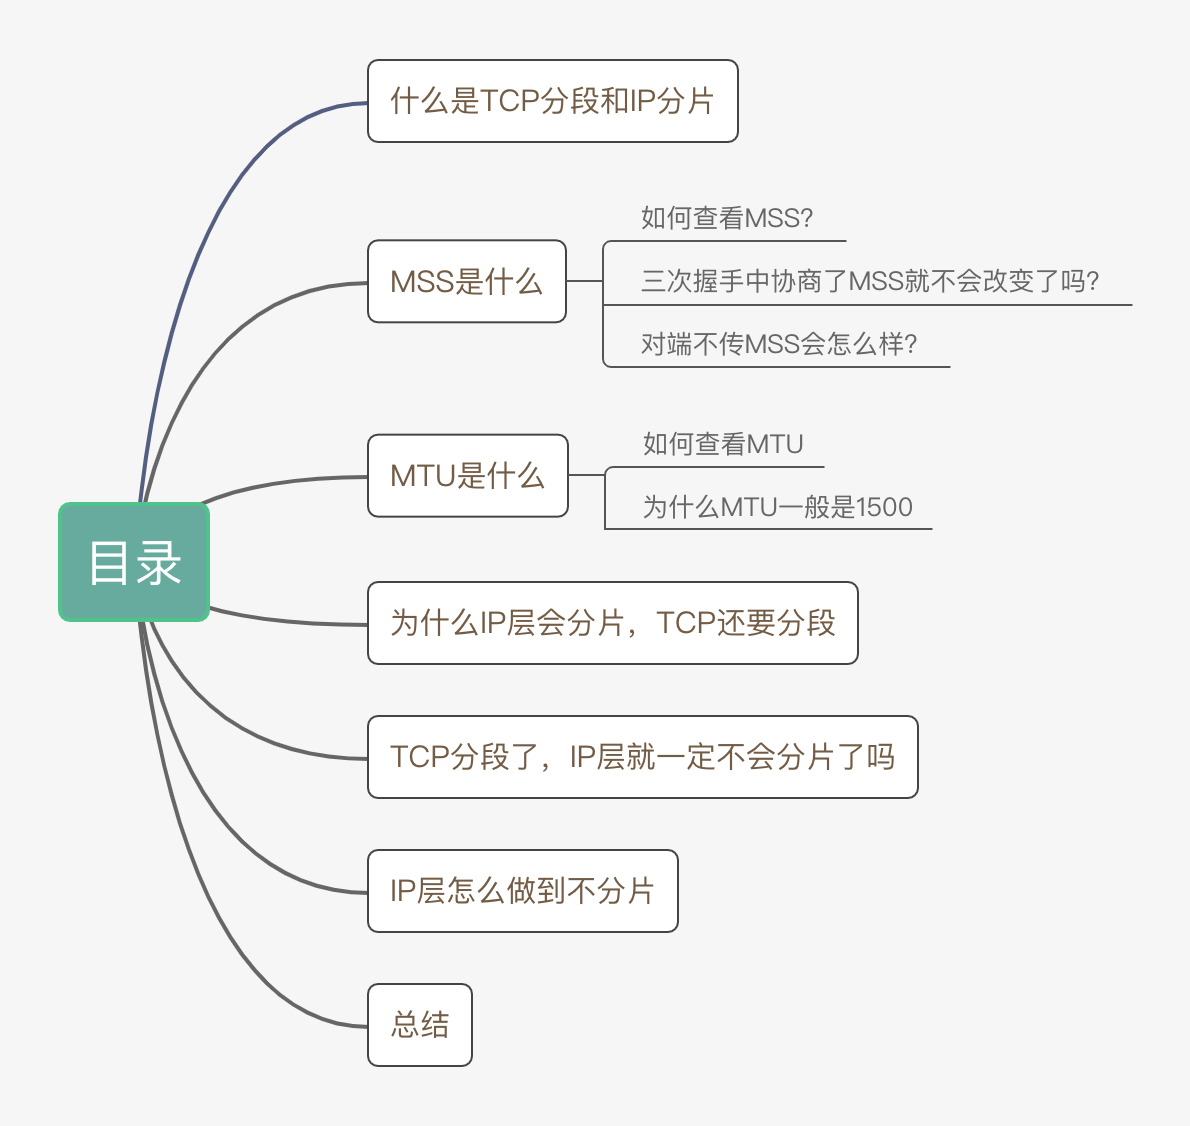 目录
什么是TCP分段和IP分片
MSS是什么
如何查看MSS?
三次握手中协商了MSS就不会改变了吗?
对端不传MSS会怎么样?
MTU是什么
如何查看MTU
为什么MTU一般是1500
为什么IP层会分片，TCP还要分段
TCP分段了，IP层就一定不会分片了吗
IP层怎么做到不分片
总结